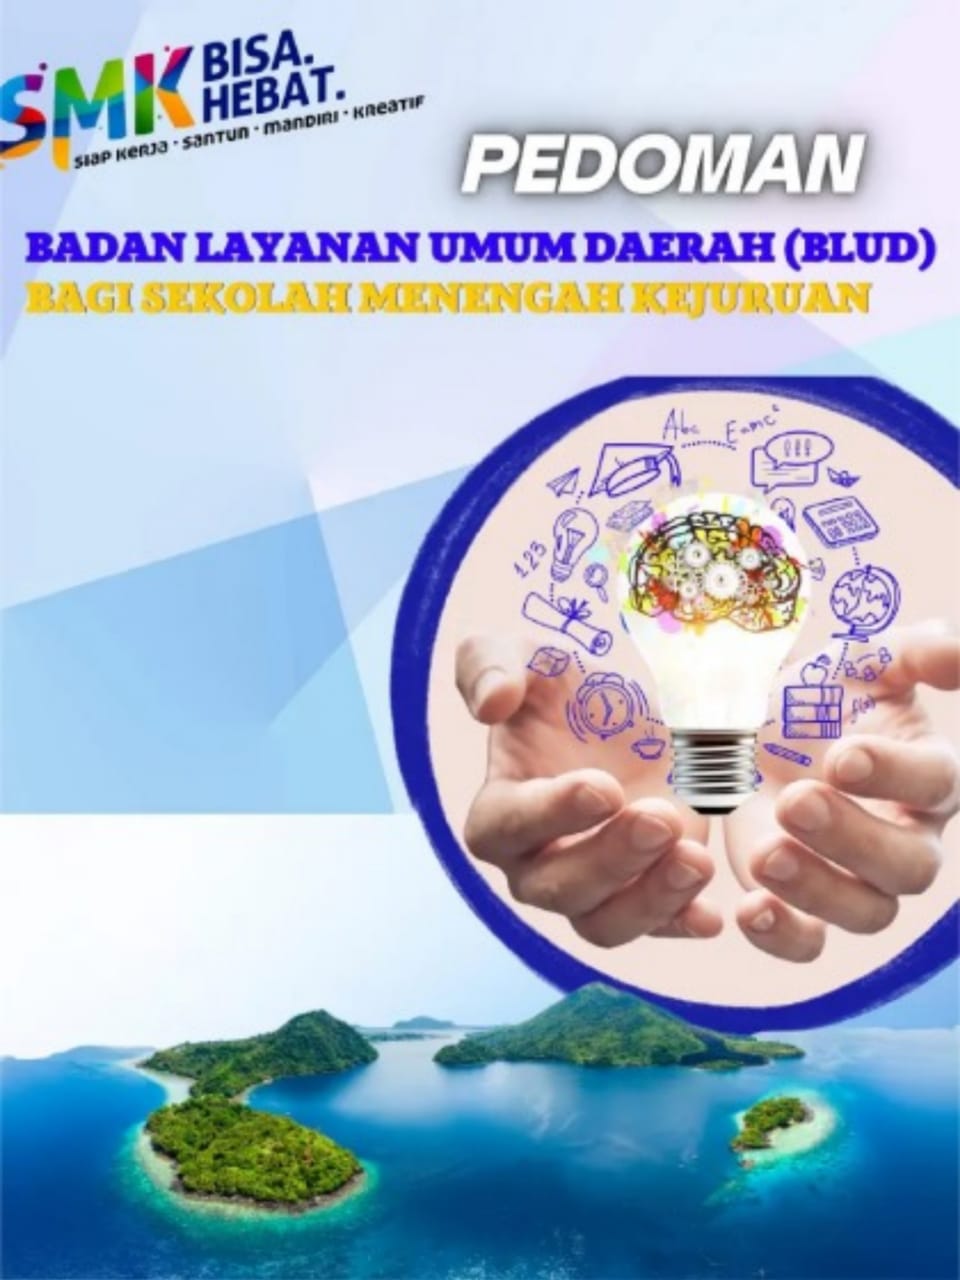 SMK BISA.
HEBAT.
SIAP KERJA · SANTUN · MANDIRI · KREATIF
PEDOMAN
BADAN LAYANAN UMUM DAERAH (BLUD)
BAGI SEKOLAH MENENGAH KEJURUAN
Abc
E=mc²
123
f(x)